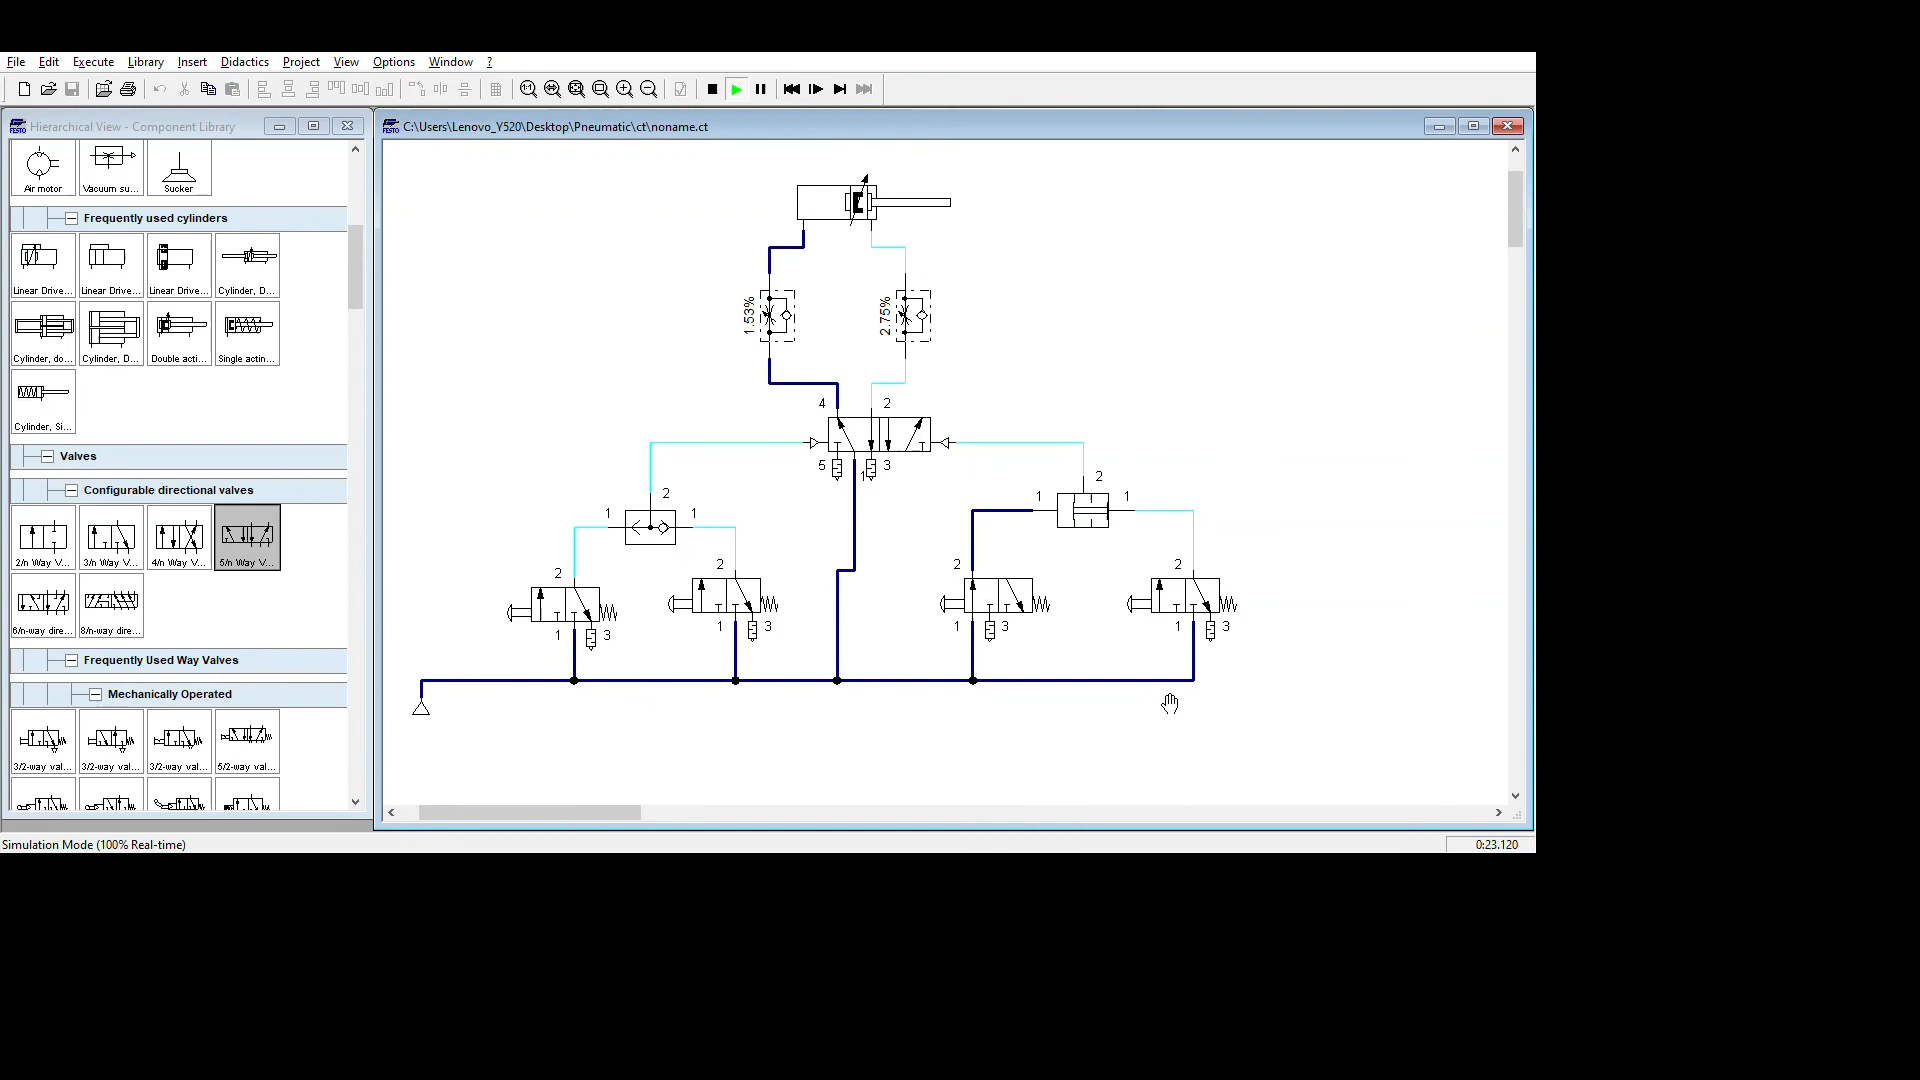 File Edit Execute Library Insert Didactics Project View Options Window ?
Hierarchical View - Component Library
C:\Users\Lenovo_Y520\Desktop\Pneumatic\ct\noname.ct
Air motor Vacuum su... Sucker
Frequently used cylinders
Linear Drive... Linear Drive... Linear Drive... Cylinder, D...
Cylinder, do... Cylinder, D... Double acti... Single actin...
Cylinder, Si...
Valves
Configurable directional valves
2/n Way V... 3/n Way V... 4/n Way V... 5/n Way V...
6/n-way dire... 8/n-way dire...
Frequently Used Way Valves
Mechanically Operated
3/2-way val... 3/2-way val... 3/2-way val... 5/2-way val...
1.53% 2.75%
4 2
5 1 3
2
1 1
2
1 1
2 2 2 2
1 3 1 3 1 3 1 3
Simulation Mode (100% Real-time)
0:23,120